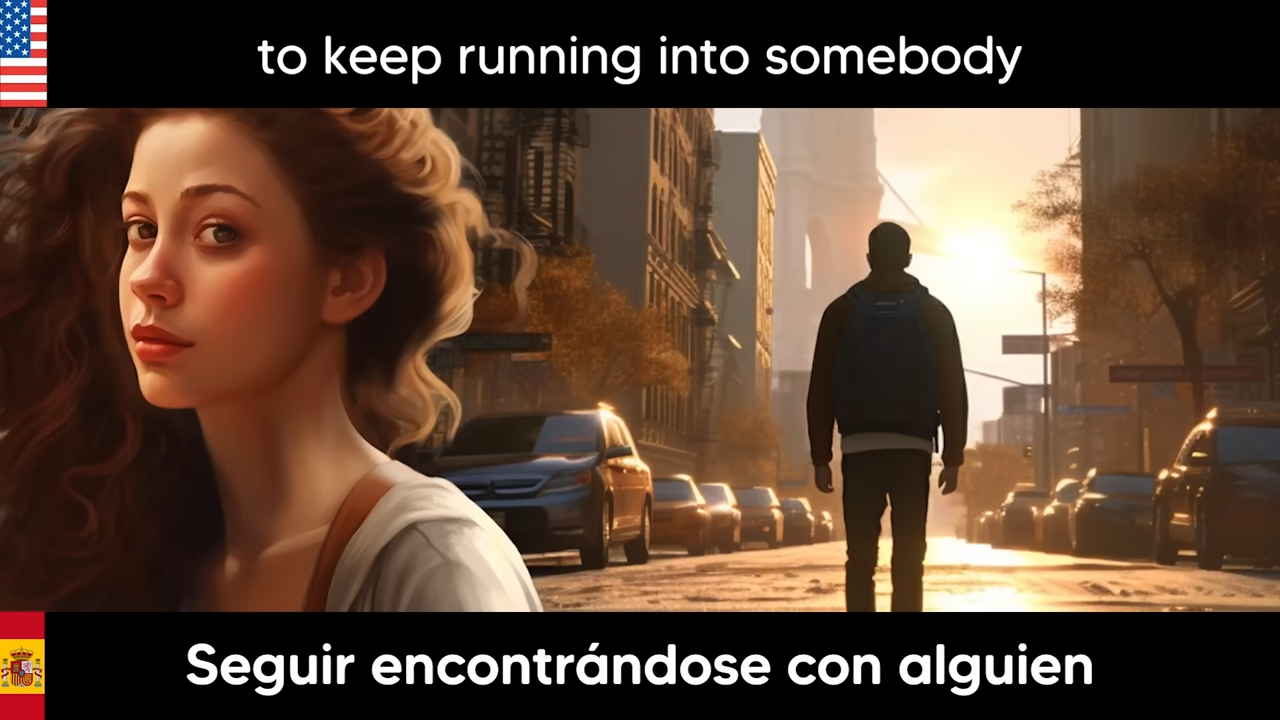 to keep running into somebody
Seguir encontrándose con alguien